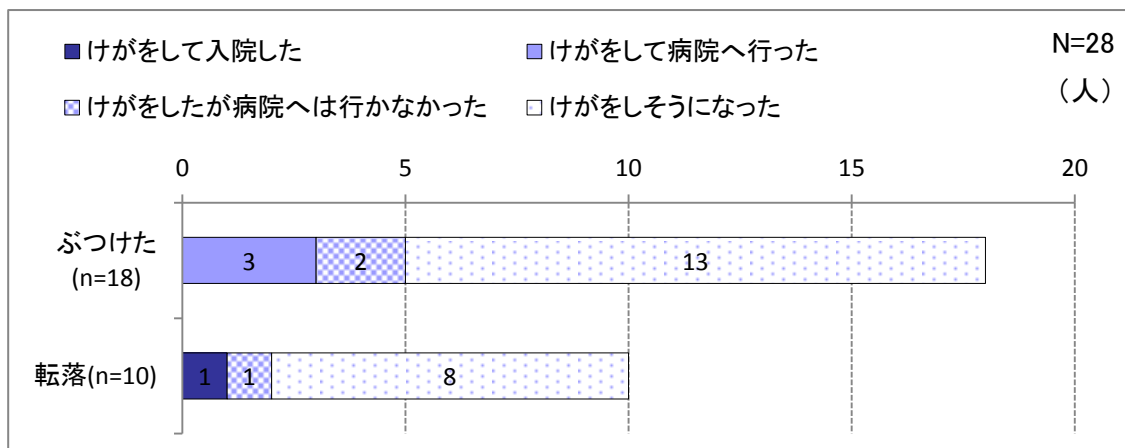 けがをして入院した けがをして病院へ行った N=28
けがをしたが病院へは行かなかった けがをしそうになった （人）
0 5 10 15 20
ぶつけた
(n=18)
3 2 13
転落(n=10)
1 1 8